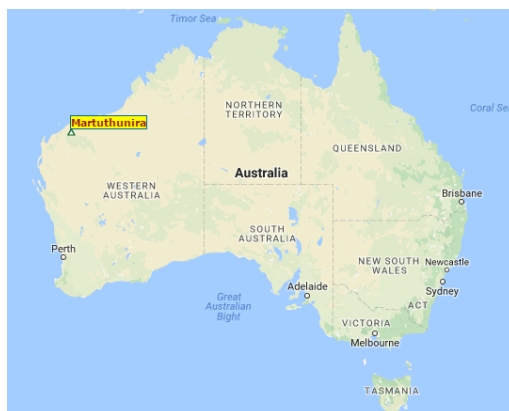 Timor Sea
Martuthunira
NORTHERN
TERRITORY
Coral Se
QUEENSLAND
Australia
WESTERN
AUSTRALIA
Brisbane
SOUTH
AUSTRALIA
Perth
NEW SOUTH
WALES
Newcastle
Adelaide
Sydney
Great
Australian
Bight
ACT
VICTORIA
Melbourne
TASMANIA